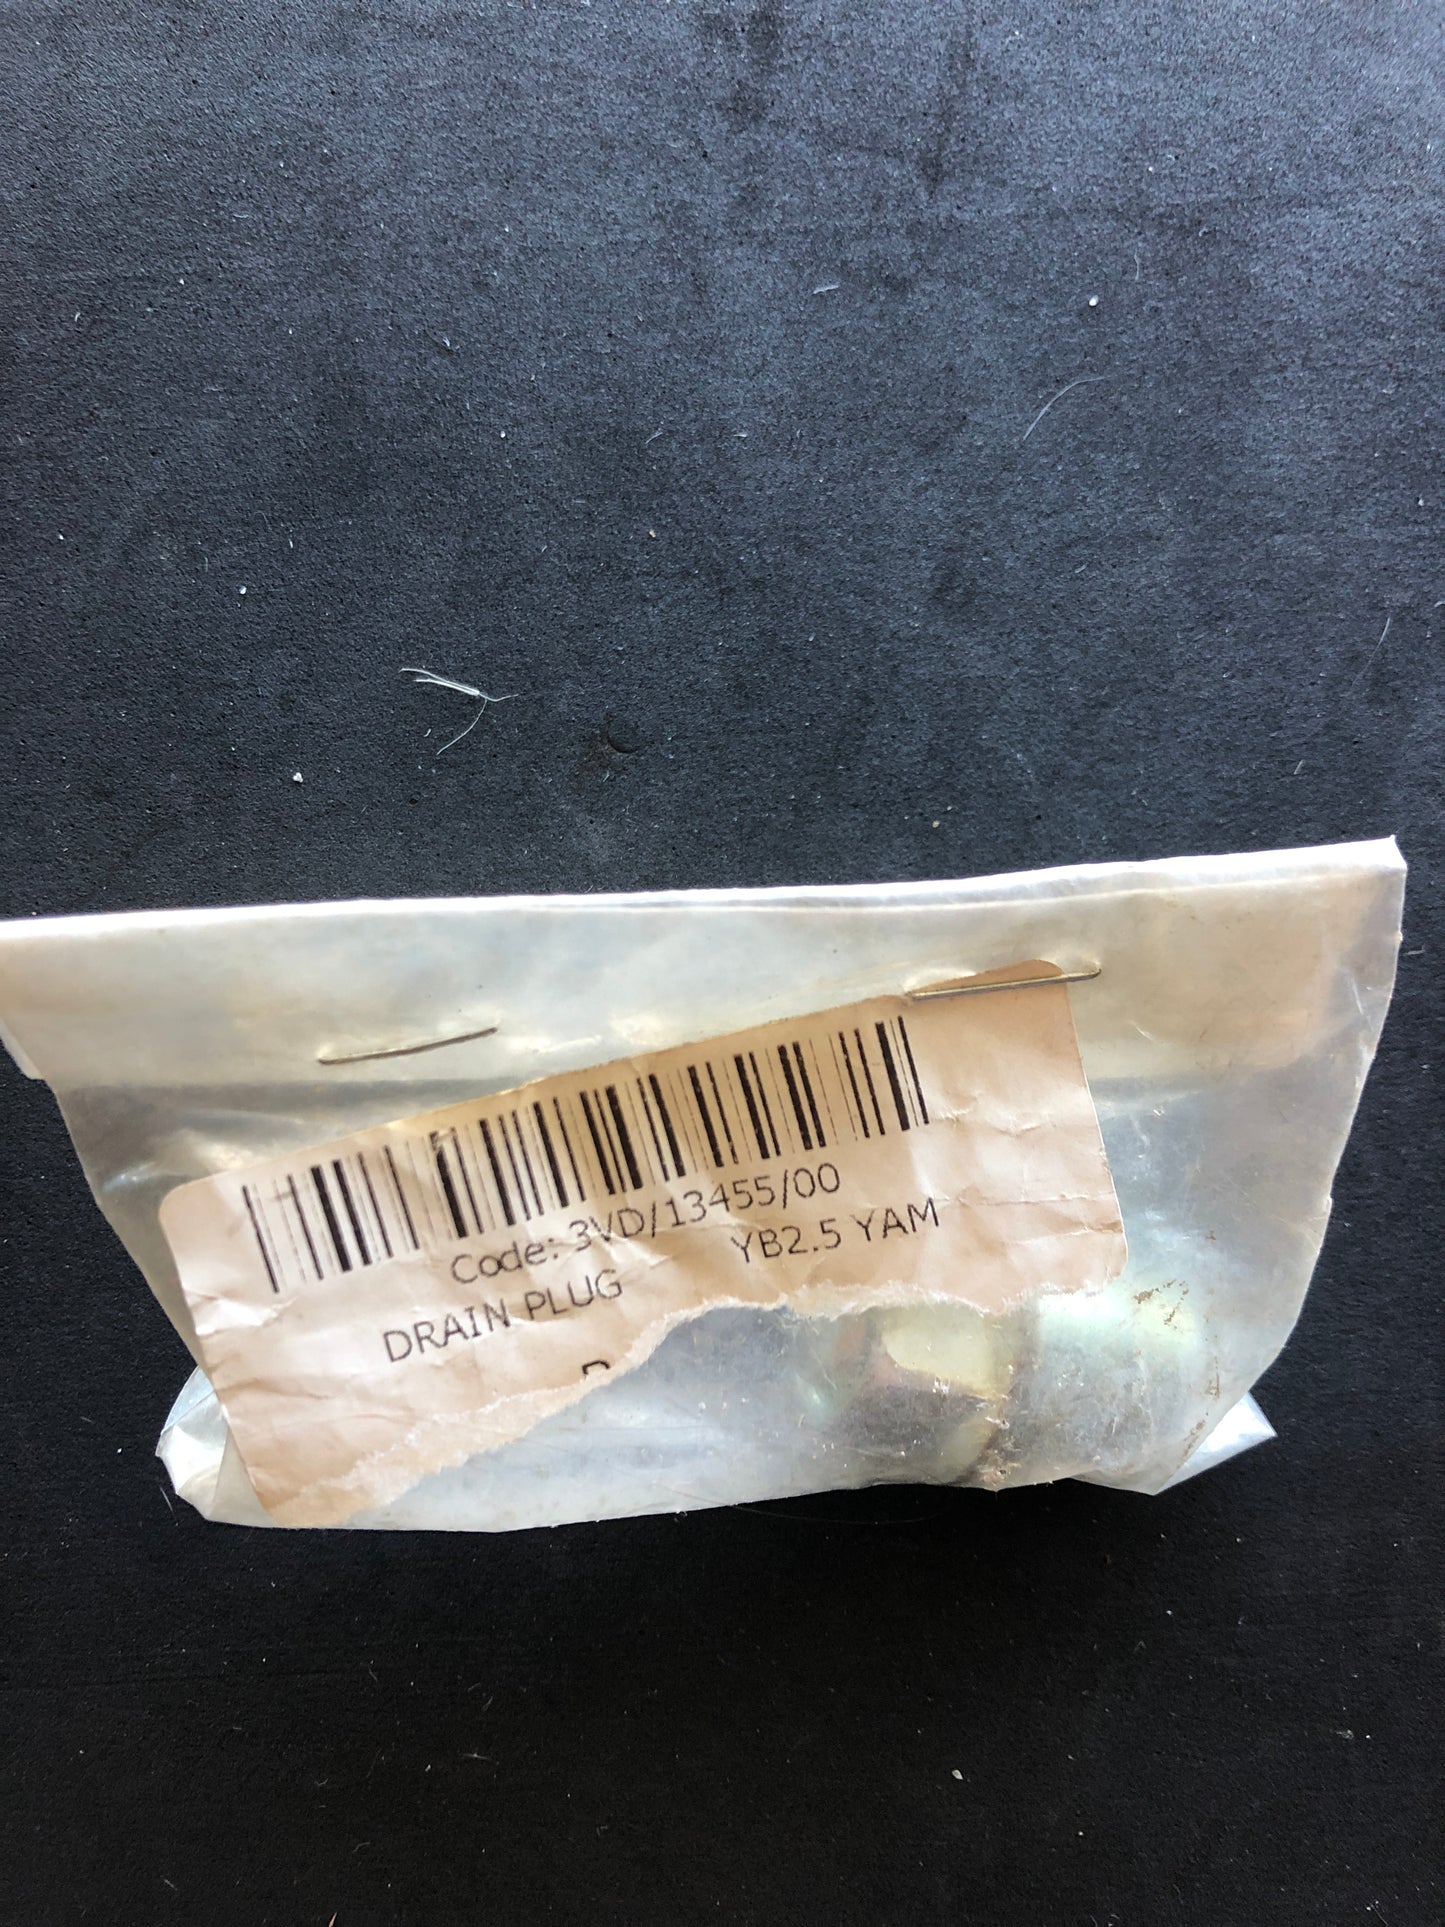 Code: 3VD/13455/00
DRAIN PLUG YB2.5 YAM